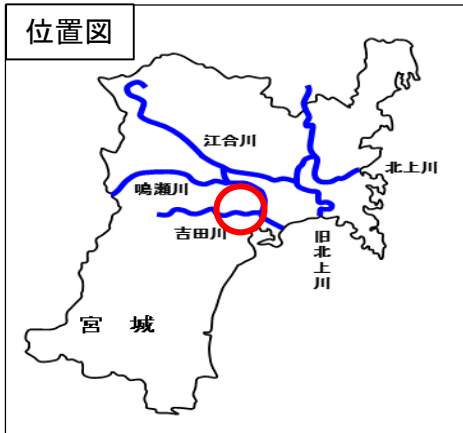 位置図
江合川
北上川
鳴瀬川
吉田川
旧北上川
宮 城